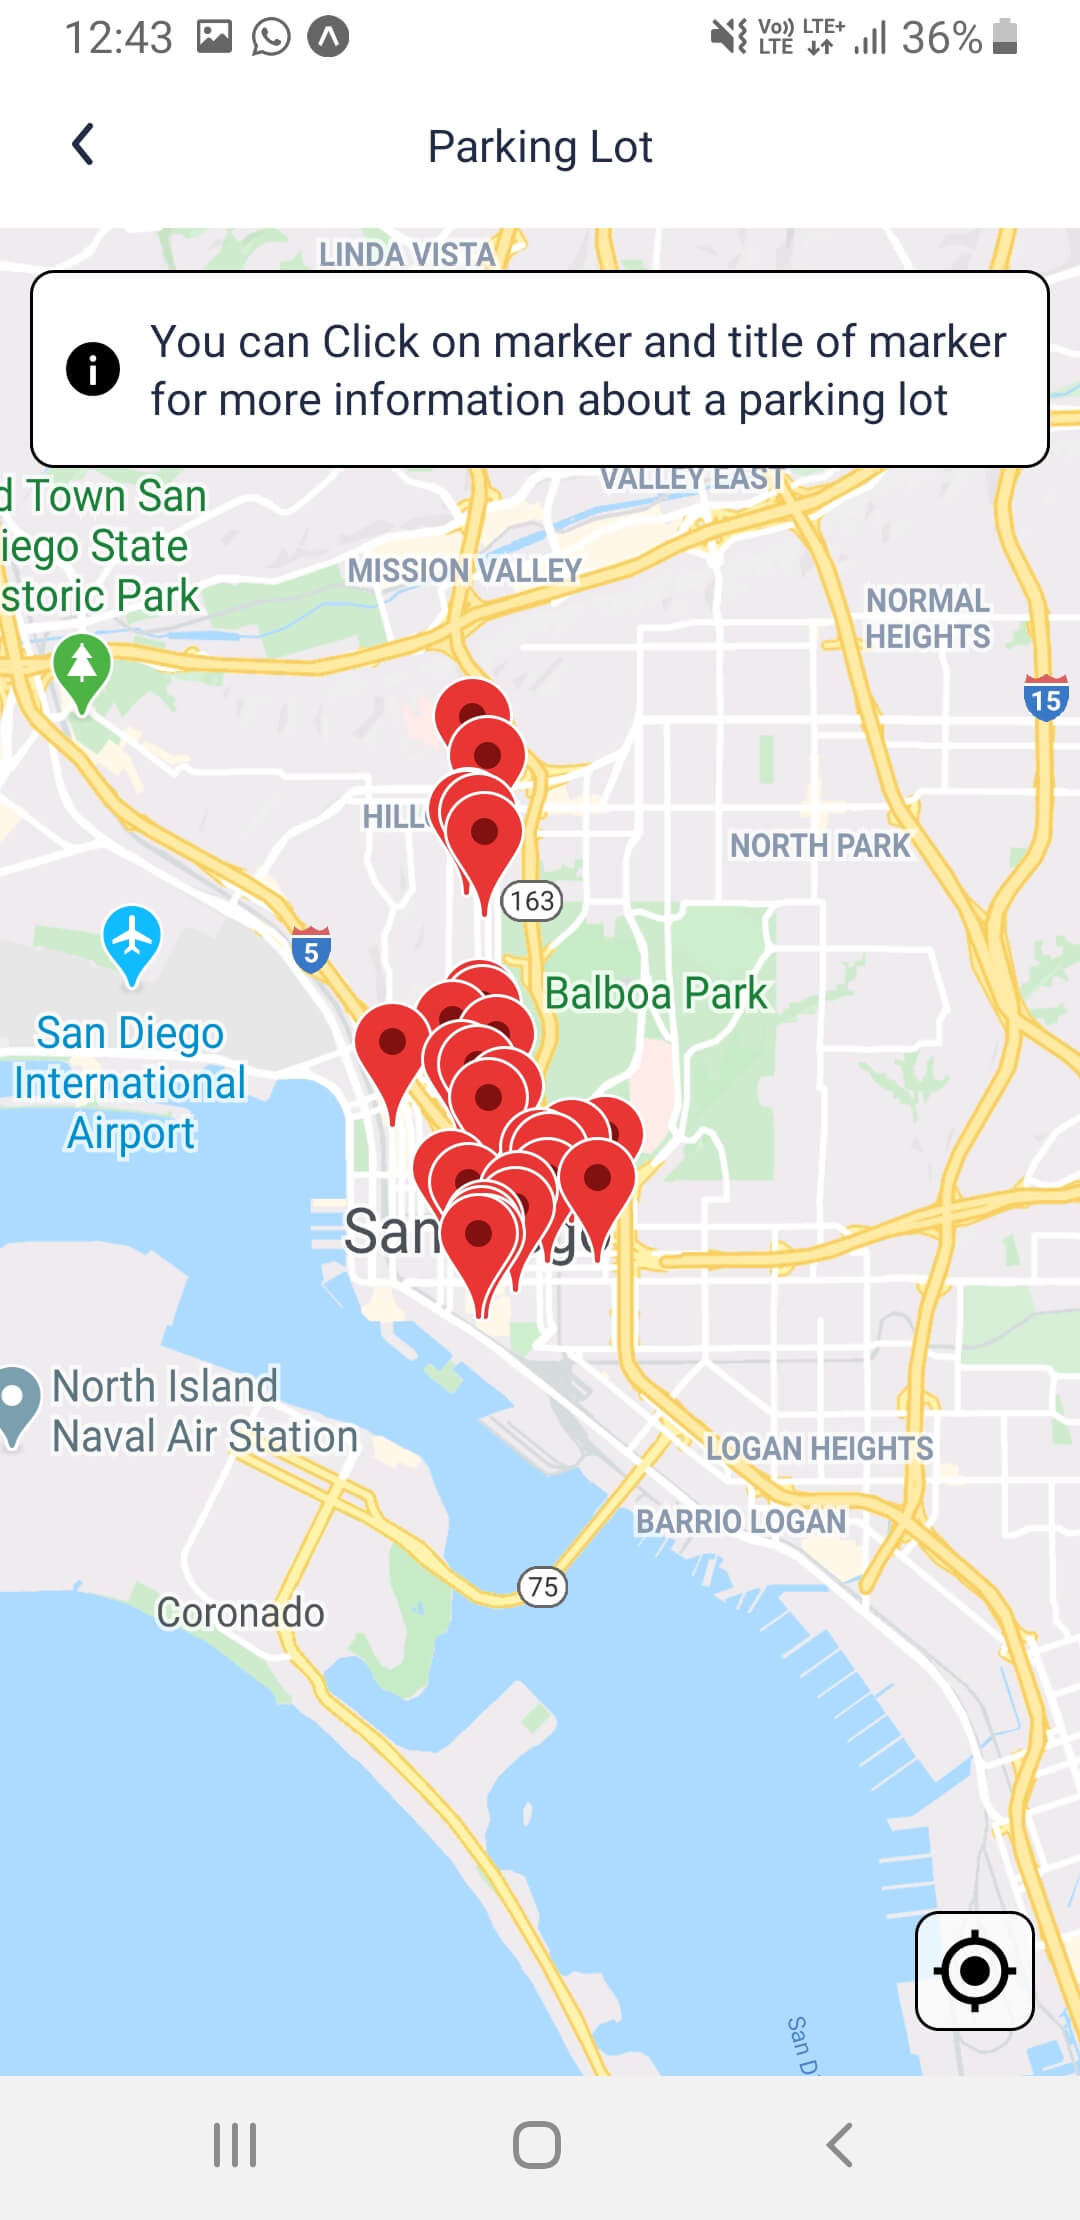 12:43
Vo)) LTE+
LTE
36%
Parking Lot
LINDA VISTA
You can Click on marker and title of marker
for more information about a parking lot
VALLEY EAST
d Town San
iego State
storic Park
MISSION VALLEY
NORMAL
HEIGHTS
15
HILL
NORTH PARK
163
5
Balboa Park
San Diego
International
Airport
San
go
North Island
Naval Air Station
LOGAN HEIGHTS
BARRIO LOGAN
75
Coronado
San D